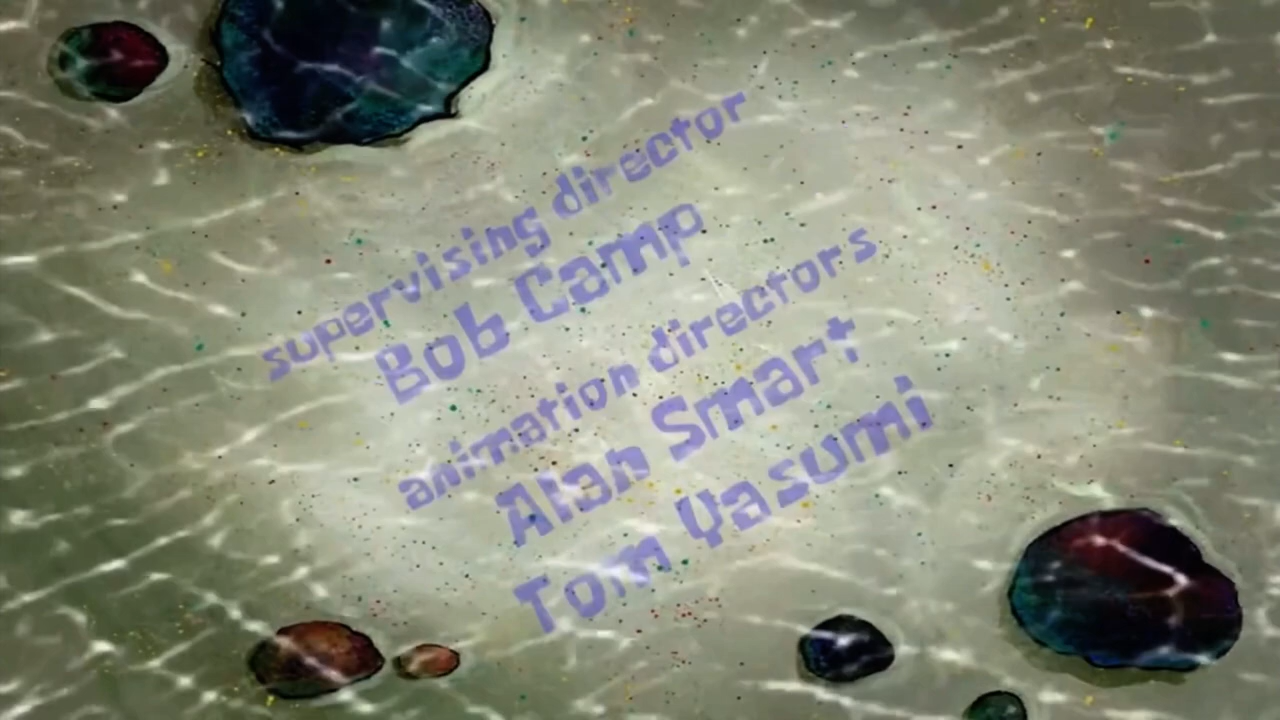 supervising director
Bob Camp
animation directors
Alan Smart
Tom Yasumi